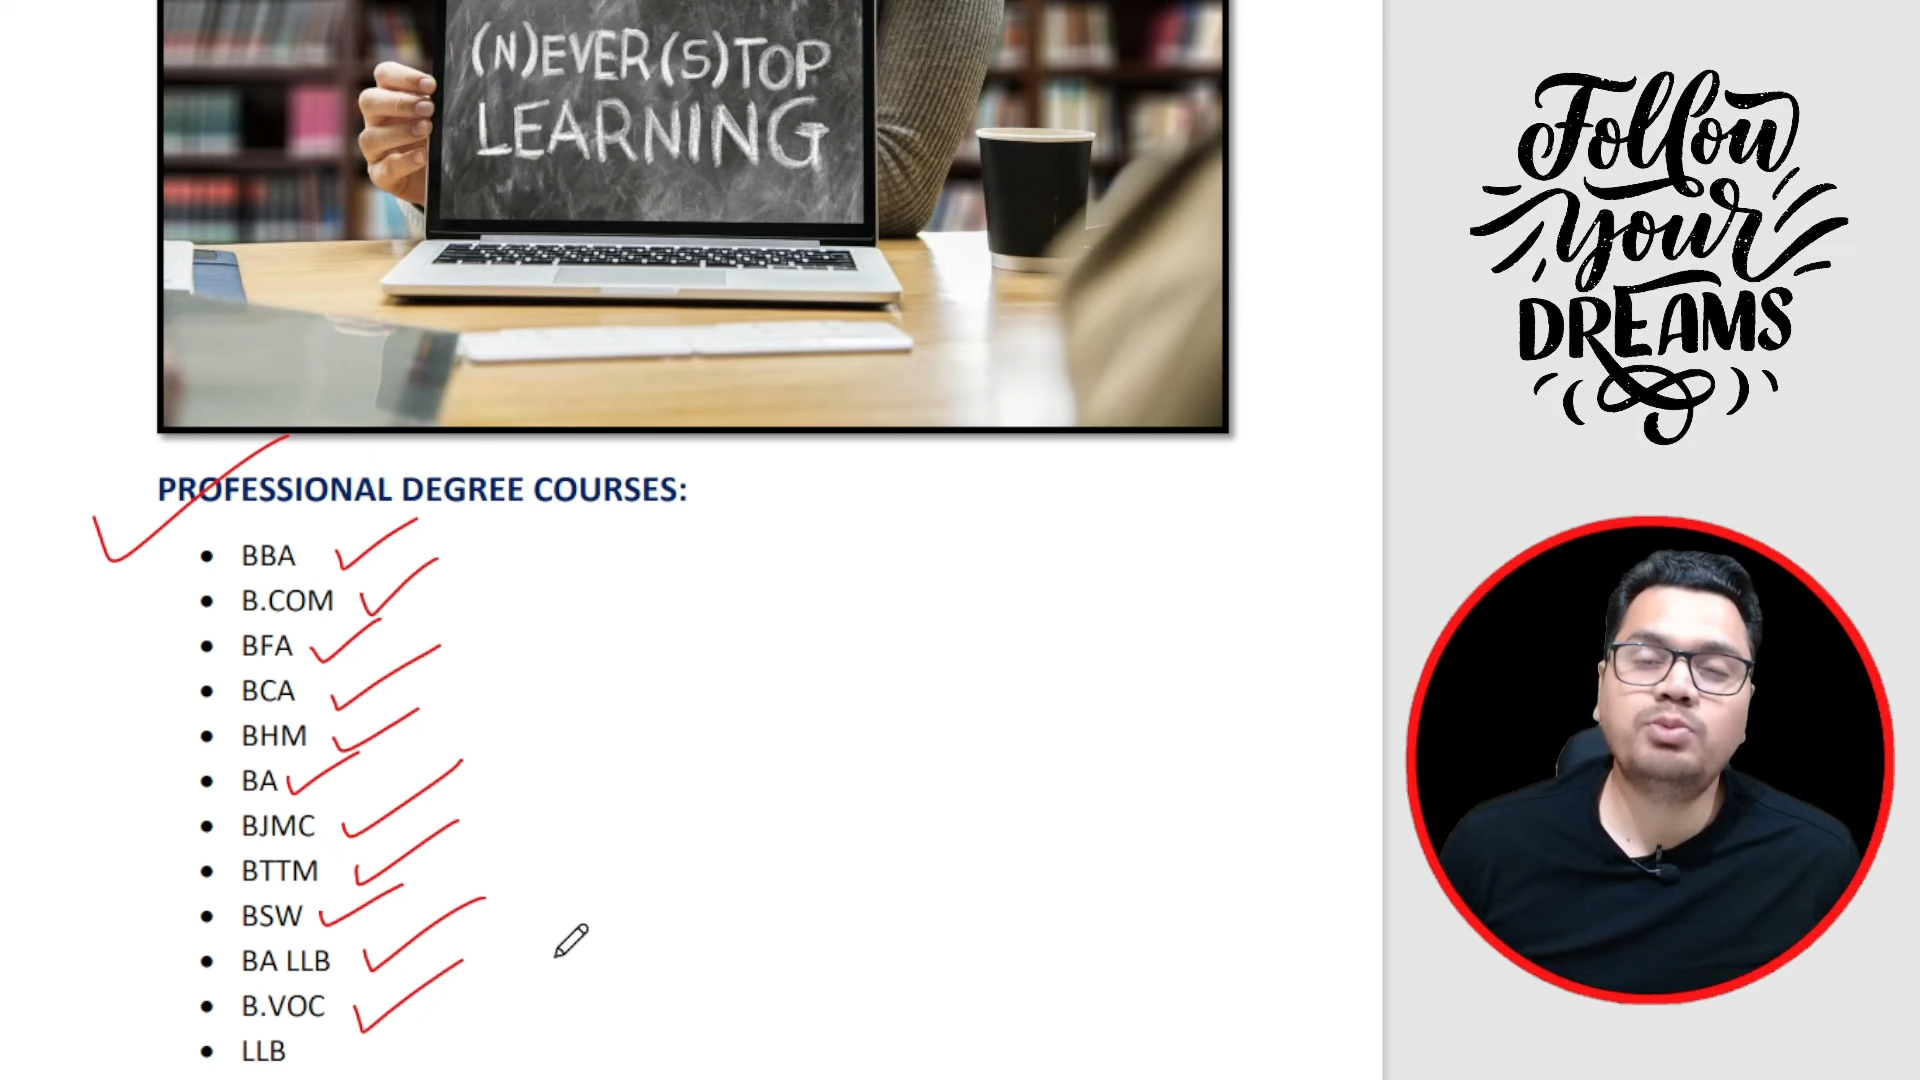 (N)EVER (S)TOP
LEARNING
Follow
your
DREAMS
PROFESSIONAL DEGREE COURSES:
• BBA
• B.COM
• BFA
• BCA
• BHM
• BA
• BJMC
• BTTM
• BSW
• BA LLB
• B.VOC
• LLB